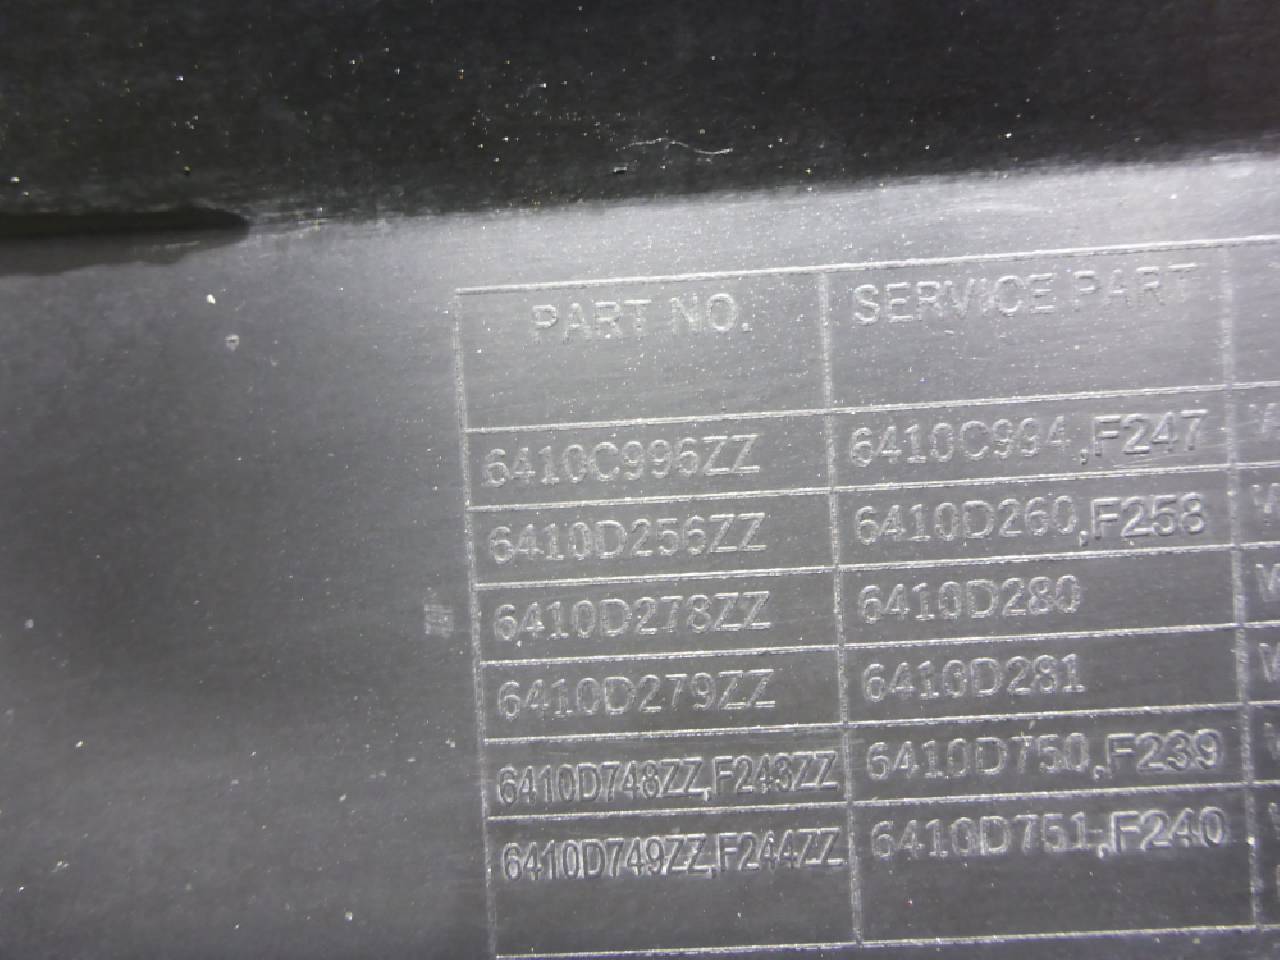 PART NO. SERVICE PART
6410C996ZZ 6410C994,F247
6410D256ZZ 6410D260,F258
6410D278ZZ 6410D280
6410D279ZZ 6410D281
6410D748ZZ,F243ZZ 6410D750,F239
6410D749ZZ,F244ZZ 6410D751,F240